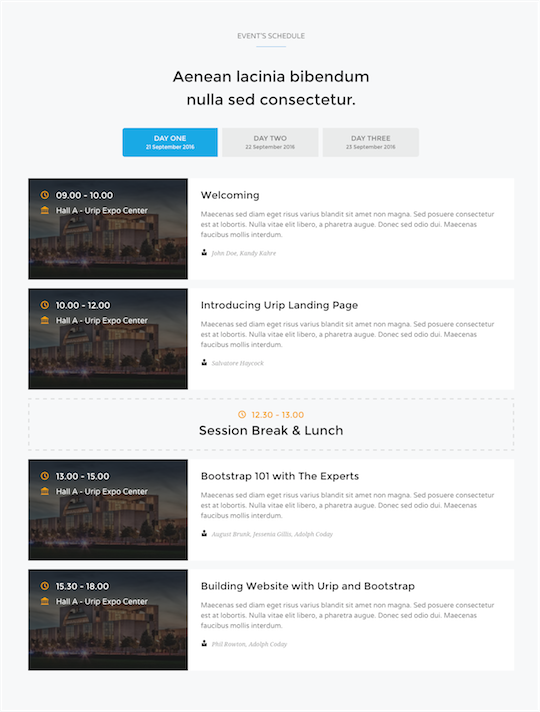 EVENT'S SCHEDULE
Aenean lacinia bibendum
nulla sed consectetur.
DAY ONE
21 September 2016
DAY TWO
22 September 2016
DAY THREE
23 September 2016
09.00 - 10.00
Hall A - Urip Expo Center
Welcoming
Maecenas sed diam eget risus varius blandit sit amet non magna. Sed posuere consectetur
est at lobortis. Nulla vitae elit libero, a pharetra augue. Donec sed odio dui. Maecenas
faucibus mollis interdum.
John Doe, Kandy Kahre
10.00 - 12.00
Hall A - Urip Expo Center
Introducing Urip Landing Page
Maecenas sed diam eget risus varius blandit sit amet non magna. Sed posuere consectetur
est at lobortis. Nulla vitae elit libero, a pharetra augue. Donec sed odio dui. Maecenas
faucibus mollis interdum.
Salvatore Haycock
12.30 - 13.00
Session Break & Lunch
13.00 - 15.00
Hall A - Urip Expo Center
Bootstrap 101 with The Experts
Maecenas sed diam eget risus varius blandit sit amet non magna. Sed posuere consectetur
est at lobortis. Nulla vitae elit libero, a pharetra augue. Donec sed odio dui. Maecenas
faucibus mollis interdum.
August Brunk, Jessenia Gillis, Adolph Coday
15.30 - 18.00
Hall A - Urip Expo Center
Building Website with Urip and Bootstrap
Maecenas sed diam eget risus varius blandit sit amet non magna. Sed posuere consectetur
est at lobortis. Nulla vitae elit libero, a pharetra augue. Donec sed odio dui. Maecenas
faucibus mollis interdum.
Phil Rowton, Adolph Coday